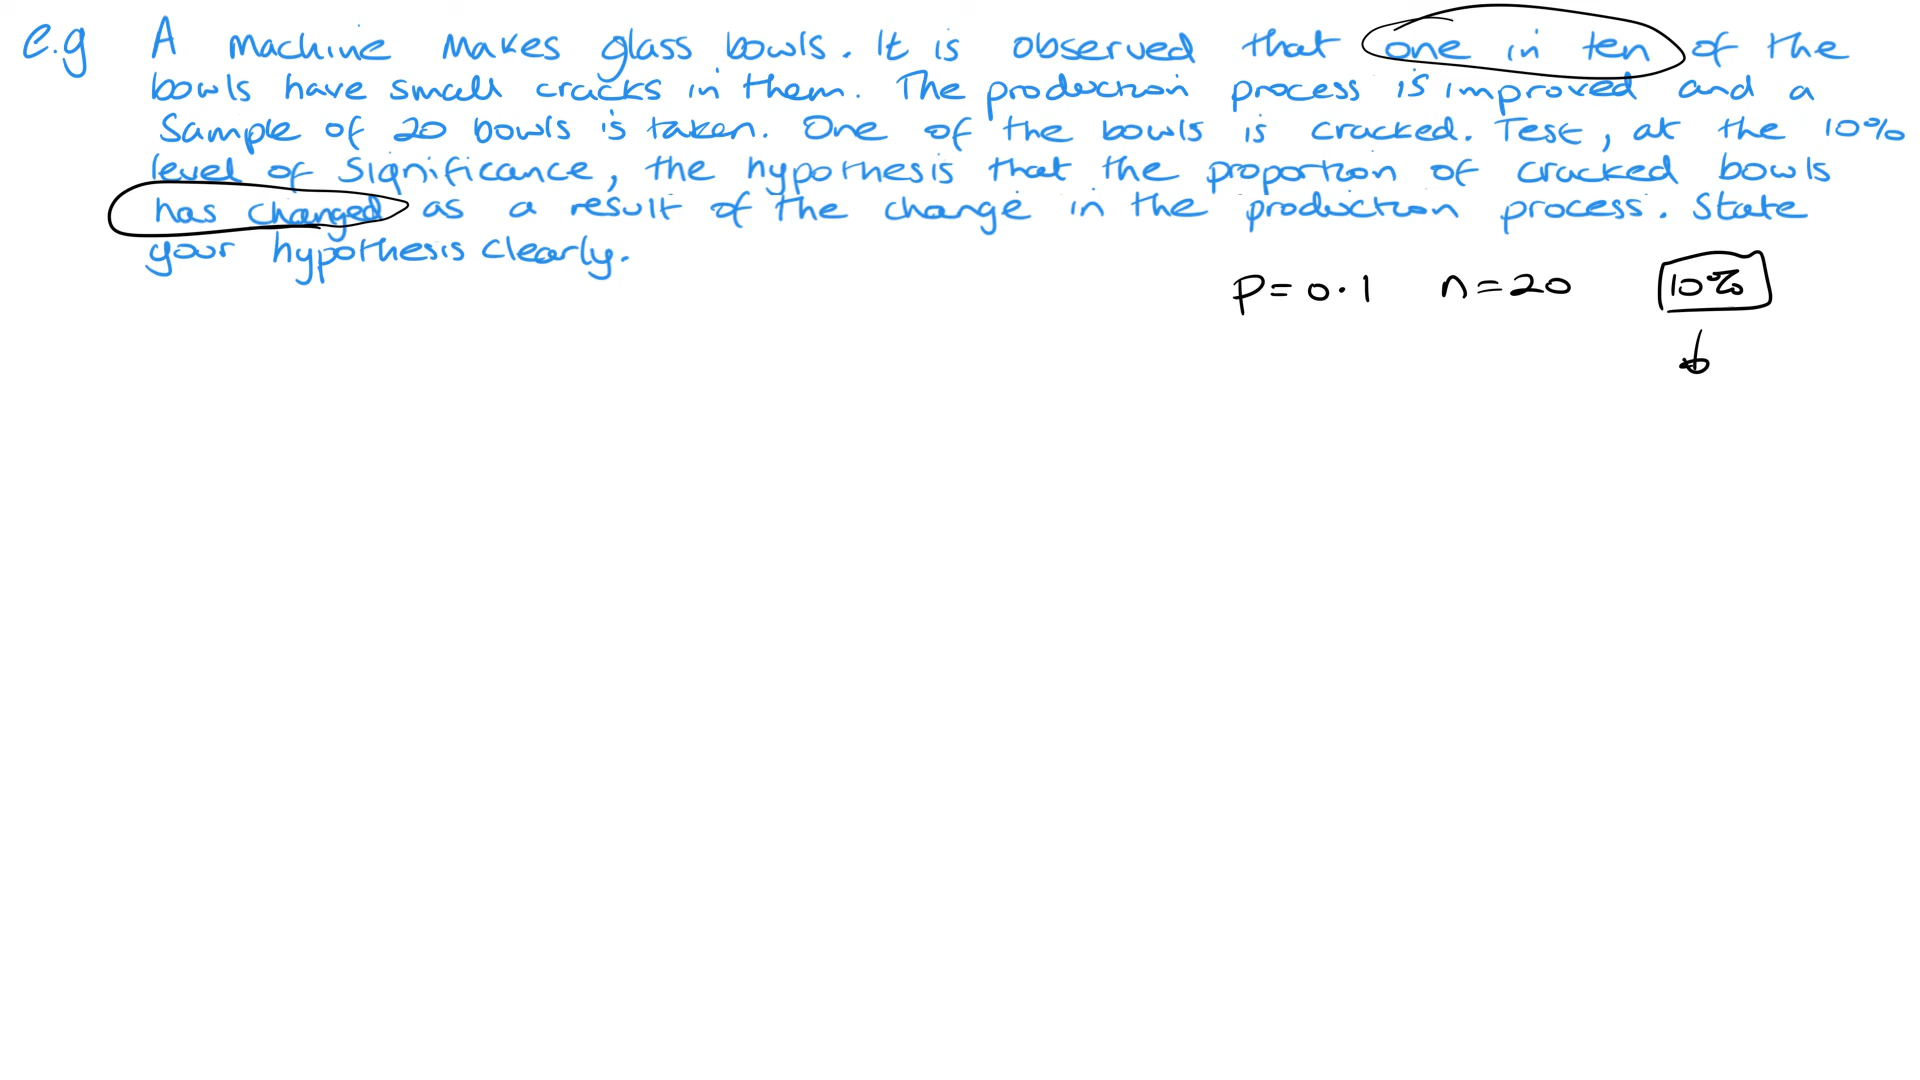 e.g A machine makes glass bowls. It is observed that one in ten of the
bowls have small cracks in them. The production process is improved and a
sample of 20 bowls is taken. One of the bowls is cracked. Test, at the 10%
level of significance, the hypothesis that the proportion of cracked bowls
has changed as a result of the change in the production process. State
your hypothesis clearly.
P=0.1 n=20 10%